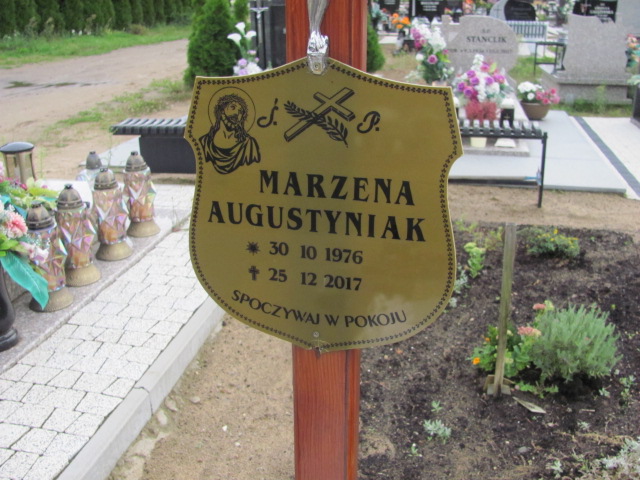 STANCLIK
Ś. P.
MARZENA
AUGUSTYNIAK
* 30 10 1976
✝ 25 12 2017
SPOCZYWAJ W POKOJU